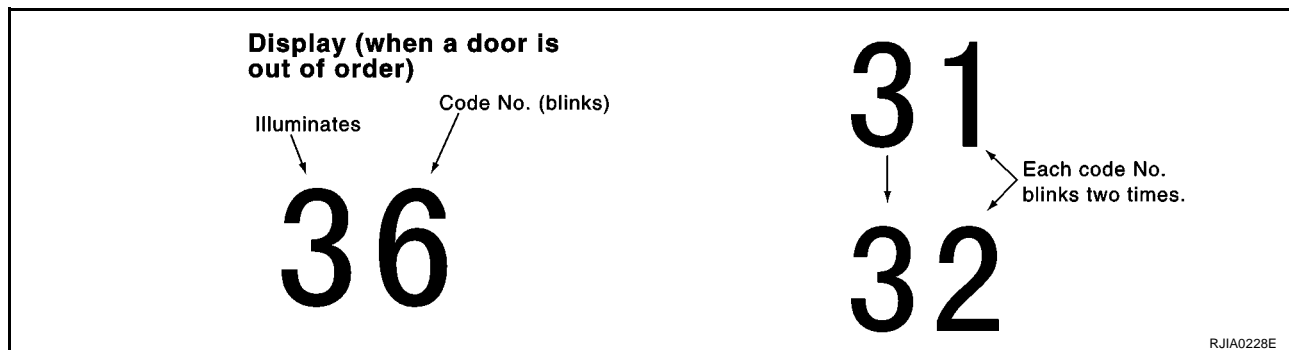 Display (when a door is
out of order)
Code No. (blinks)
Illuminates
36
31
Each code No.
blinks two times.
32
RJIA0228E